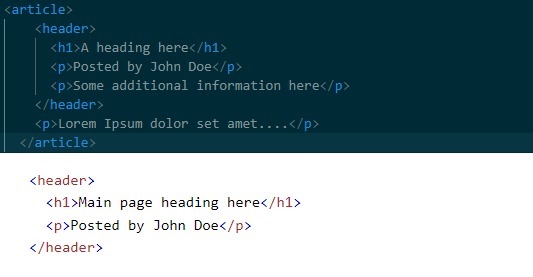 <article>
<header>
<h1>A heading here</h1>
<p>Posted by John Doe</p>
<p>Some additional information here</p>
</header>
<p>Lorem Ipsum dolor set amet....</p>
</article>
<header>
<h1>Main page heading here</h1>
<p>Posted by John Doe</p>
</header>